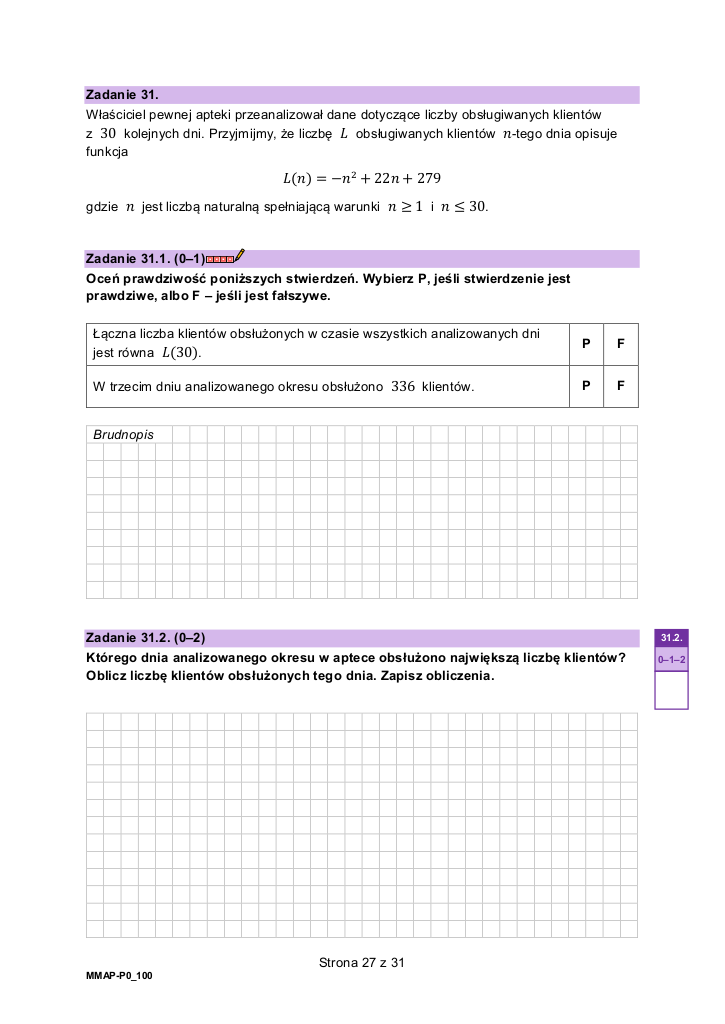 Zadanie 31.
Właściciel pewnej apteki przeanalizował dane dotyczące liczby obsługiwanych klientów
z 30 kolejnych dni. Przyjmijmy, że liczbę L obsługiwanych klientów n-tego dnia opisuje
funkcja
L(n) = −n² + 22n + 279
gdzie n jest liczbą naturalną spełniającą warunki n ≥ 1 i n ≤ 30.
Zadanie 31.1. (0–1)
Oceń prawdziwość poniższych stwierdzeń. Wybierz P, jeśli stwierdzenie jest
prawdziwe, albo F – jeśli jest fałszywe.
Łączna liczba klientów obsłużonych w czasie wszystkich analizowanych dni
jest równa L(30).
P F
W trzecim dniu analizowanego okresu obsłużono 336 klientów.
P F
Brudnopis
Zadanie 31.2. (0–2)
31.2.
0–1–2
Którego dnia analizowanego okresu w aptece obsłużono największą liczbę klientów?
Oblicz liczbę klientów obsłużonych tego dnia. Zapisz obliczenia.
Strona 27 z 31
MMAP-P0_100